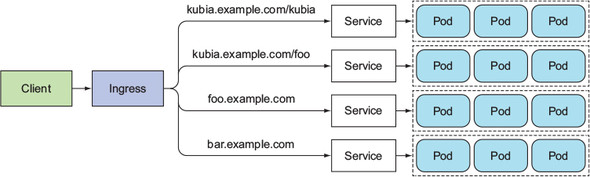 kubia.example.com/kubia
Service
Pod
Pod
Pod
kubia.example.com/foo
Service
Pod
Pod
Pod
Client
Ingress
foo.example.com
Service
Pod
Pod
Pod
bar.example.com
Service
Pod
Pod
Pod